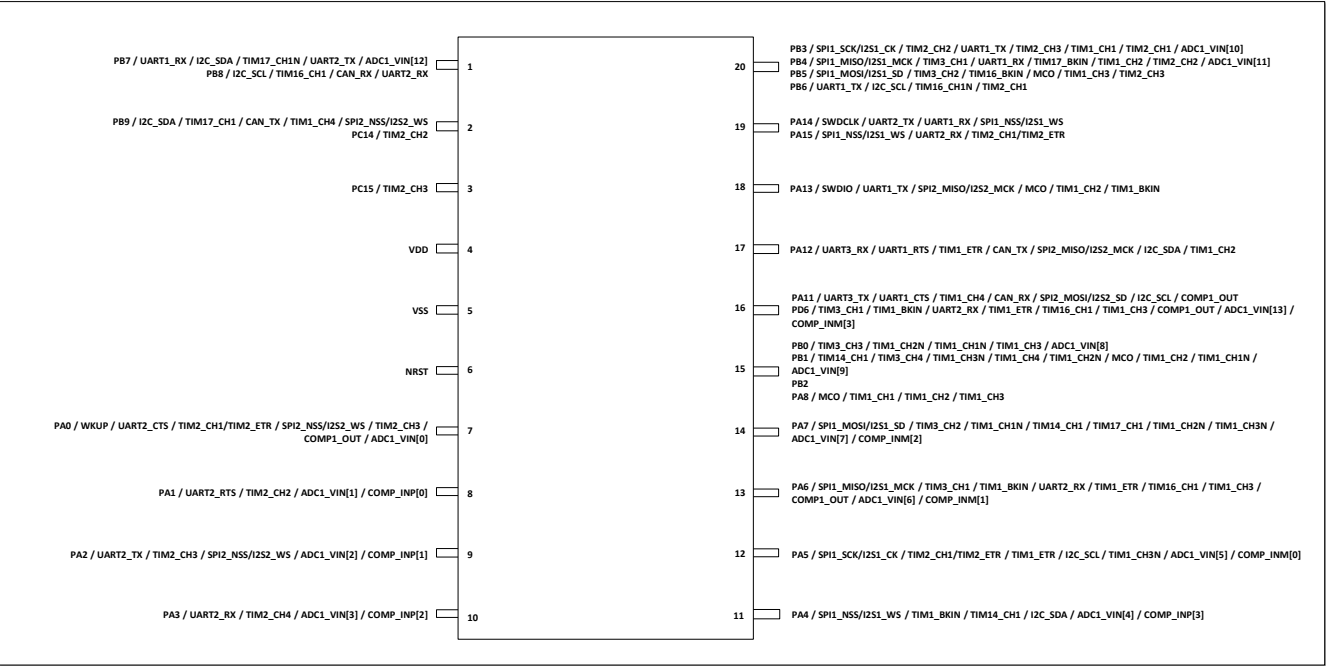 PB7 / UART1_RX / I2C_SDA / TIM17_CH1N / UART2_TX / ADC1_VIN[12]
PB8 / I2C_SCL / TIM16_CH1 / CAN_RX / UART2_RX
1
PB9 / I2C_SDA / TIM17_CH1 / CAN_TX / TIM1_CH4 / SPI2_NSS/I2S2_WS
PC14 / TIM2_CH2
2
PC15 / TIM2_CH3
3
VDD
4
VSS
5
NRST
6
PA0 / WKUP / UART2_CTS / TIM2_CH1/TIM2_ETR / SPI2_NSS/I2S2_WS / TIM2_CH3 /
COMP1_OUT / ADC1_VIN[0]
7
PA1 / UART2_RTS / TIM2_CH2 / ADC1_VIN[1] / COMP_INP[0]
8
PA2 / UART2_TX / TIM2_CH3 / SPI2_NSS/I2S2_WS / ADC1_VIN[2] / COMP_INP[1]
9
PA3 / UART2_RX / TIM2_CH4 / ADC1_VIN[3] / COMP_INP[2]
10
20
PB3 / SPI1_SCK/I2S1_CK / TIM2_CH2 / UART1_TX / TIM2_CH3 / TIM1_CH1 / TIM2_CH1 / ADC1_VIN[10]
PB4 / SPI1_MISO/I2S1_MCK / TIM3_CH1 / UART1_RX / TIM17_BKIN / TIM1_CH2 / TIM2_CH2 / ADC1_VIN[11]
PB5 / SPI1_MOSI/I2S1_SD / TIM3_CH2 / TIM16_BKIN / MCO / TIM1_CH3 / TIM2_CH3
PB6 / UART1_TX / I2C_SCL / TIM16_CH1N / TIM2_CH1
19
PA14 / SWDCLK / UART2_TX / UART1_RX / SPI1_NSS/I2S1_WS
PA15 / SPI1_NSS/I2S1_WS / UART2_RX / TIM2_CH1/TIM2_ETR
18
PA13 / SWDIO / UART1_TX / SPI2_MISO/I2S2_MCK / MCO / TIM1_CH2 / TIM1_BKIN
17
PA12 / UART3_RX / UART1_RTS / TIM1_ETR / CAN_TX / SPI2_MISO/I2S2_MCK / I2C_SDA / TIM1_CH2
16
PA11 / UART3_TX / UART1_CTS / TIM1_CH4 / CAN_RX / SPI2_MOSI/I2S2_SD / I2C_SCL / COMP1_OUT
PD6 / TIM3_CH1 / TIM1_BKIN / UART2_RX / TIM1_ETR / TIM16_CH1 / TIM1_CH3 / COMP1_OUT / ADC1_VIN[13] /
COMP_INM[3]
15
PB0 / TIM3_CH3 / TIM1_CH2N / TIM1_CH1N / TIM1_CH3 / ADC1_VIN[8]
PB1 / TIM14_CH1 / TIM3_CH4 / TIM1_CH3N / TIM1_CH4 / TIM1_CH2N / MCO / TIM1_CH2 / TIM1_CH1N /
ADC1_VIN[9]
PB2
PA8 / MCO / TIM1_CH1 / TIM1_CH2 / TIM1_CH3
14
PA7 / SPI1_MOSI/I2S1_SD / TIM3_CH2 / TIM1_CH1N / TIM14_CH1 / TIM17_CH1 / TIM1_CH2N / TIM1_CH3N /
ADC1_VIN[7] / COMP_INM[2]
13
PA6 / SPI1_MISO/I2S1_MCK / TIM3_CH1 / TIM1_BKIN / UART2_RX / TIM1_ETR / TIM16_CH1 / TIM1_CH3 /
COMP1_OUT / ADC1_VIN[6] / COMP_INM[1]
12
PA5 / SPI1_SCK/I2S1_CK / TIM2_CH1/TIM2_ETR / TIM1_ETR / I2C_SCL/ TIM1_CH3N / ADC1_VIN[5] / COMP_INM[0]
11
PA4 / SPI1_NSS/I2S1_WS / TIM1_BKIN / TIM14_CH1 / I2C_SDA / ADC1_VIN[4] / COMP_INP[3]